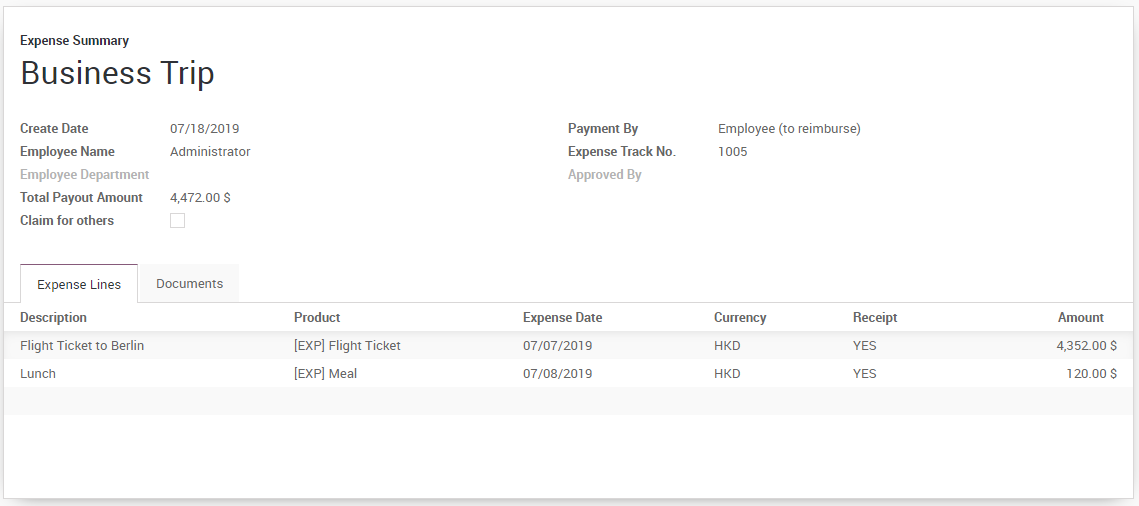 Expense Summary
Business Trip
Create Date 07/18/2019 Payment By Employee (to reimburse)
Employee Name Administrator Expense Track No. 1005
Employee Department Approved By
Total Payout Amount 4,472.00 $
Claim for others
Expense Lines Documents
Description Product Expense Date Currency Receipt Amount
Flight Ticket to Berlin [EXP] Flight Ticket 07/07/2019 HKD YES 4,352.00 $
Lunch [EXP] Meal 07/08/2019 HKD YES 120.00 $